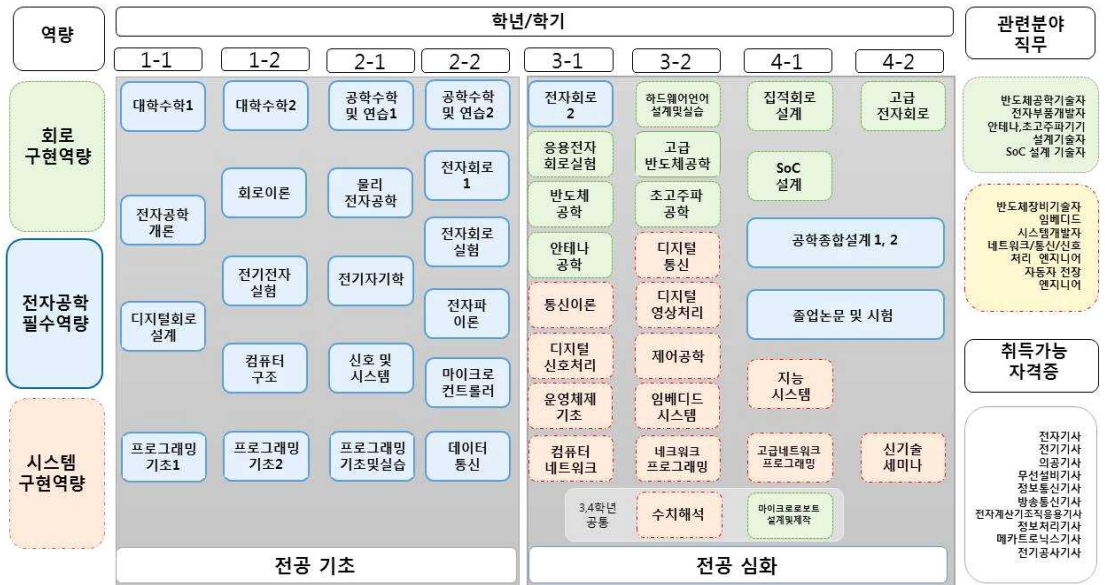 역량
학년/학기
관련분야
직무
1-1
1-2
2-1
2-2
3-1
3-2
4-1
4-2
회로
구현역량
전자공학
필수역량
시스템
구현역량
대학수학1
전자공학
개론
디지털회로
설계
프로그래밍
기초1
대학수학2
회로이론
전기전자
실험
컴퓨터
구조
프로그래밍
기초2
공학수학
및 연습1
물리
전자공학
전기자기학
신호 및
시스템
프로그래밍
기초및실습
공학수학
및 연습2
전자회로
1
전자회로
실험
전자파
이론
마이크로
컨트롤러
데이터
통신
전자회로
2
응용전자
회로실험
반도체
공학
안테나
공학
통신이론
디지털
신호처리
운영체제
기초
컴퓨터
네트워크
하드웨어언어
설계및실습
고급
반도체공학
초고주파
공학
디지털
통신
디지털
영상처리
제어공학
임베디드
시스템
네크워크
프로그래밍
집적회로
설계
SoC
설계
공학종합설계 1, 2
졸업논문 및 시험
지능
시스템
고급네트워크
프로그래밍
고급
전자회로
신기술
세미나
3,4학년
공통
수치해석
마이크로로보트
설계및제작
전공 기초
전공 심화
반도체공학기술자
전자부품개발자
안테나,초고주파기기
설계기술자
SoC 설계 기술자
반도체장비기술자
임베디드
시스템개발자
네트워크/통신/신호
처리 엔지니어
자동자 전장
엔지니어
취득가능
자격증
전자기사
전기기사
의공기사
무선설비기사
정보통신기사
방송통신기사
전자계산기조직응용기사
정보처리기사
메카트로닉스기사
전기공사기사